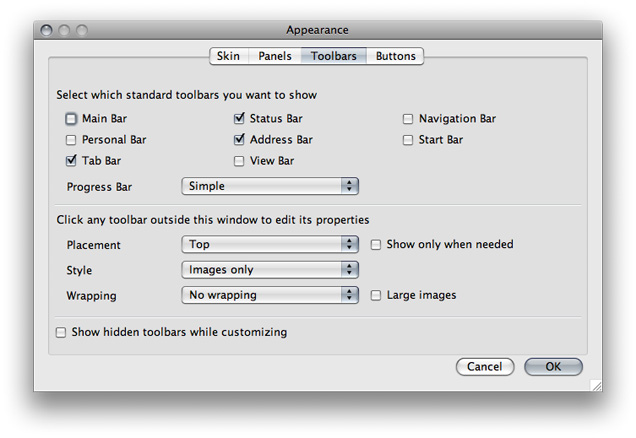 Appearance
Skin Panels Toolbars Buttons
Select which standard toolbars you want to show
Main Bar Status Bar Navigation Bar
Personal Bar Address Bar Start Bar
Tab Bar View Bar
Progress Bar Simple
Click any toolbar outside this window to edit its properties
Placement Top Show only when needed
Style Images only
Wrapping No wrapping Large images
Show hidden toolbars while customizing
Cancel OK